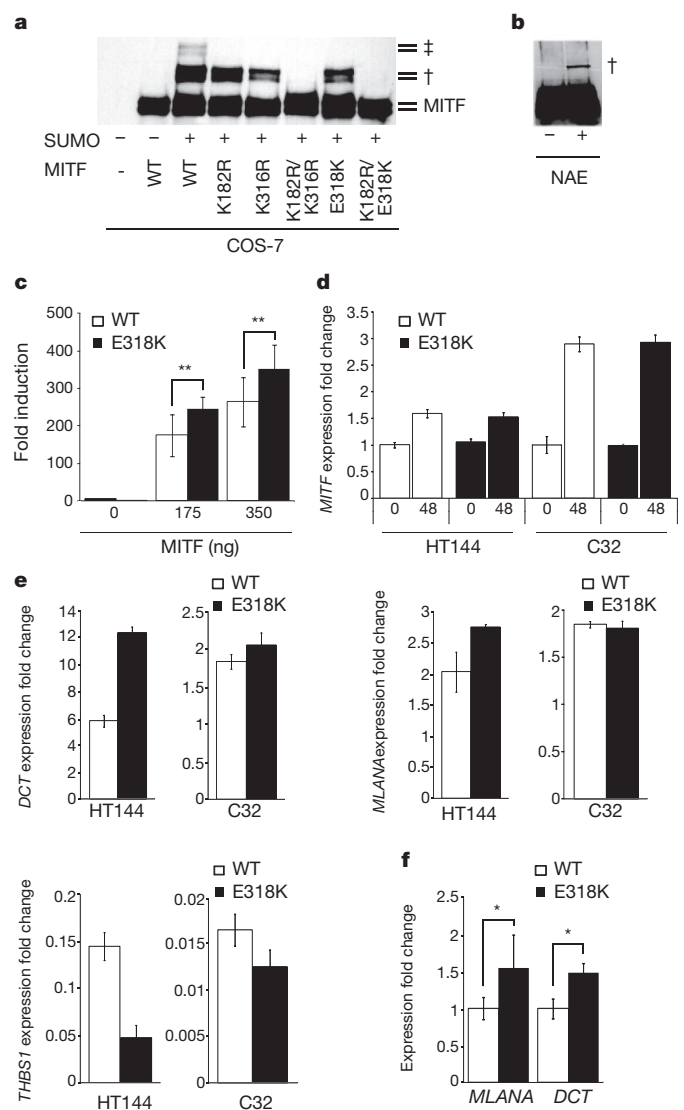 a
‡
†
MITF
SUMO – – + + + + + +
MITF - WT WT K182R K316R K182R/K316R E318K K182R/E318K
COS-7
b
†
– +
NAE
c
WT
E318K
Fold induction
500
400
300
200
100
0
** **
0 175 350
MITF (ng)
d
WT
E318K
MITF expression fold change
3.5
3
2.5
2
1.5
1
0.5
0
0 48 0 48 0 48 0 48
HT144 C32
e
WT
E318K
DCT expression fold change
14
12
10
8
6
4
2
0
HT144
2.5
2
1.5
1
0.5
0
C32
WT
E318K
MLANAexpression fold change
3
2.5
2
1.5
1
0.5
0
HT144
2
1.5
1
0.5
0
C32
WT
E318K
THBS1 expression fold change
0.2
0.15
0.1
0.05
0
HT144
0.02
0.015
0.01
0.005
0
C32
f
WT
E318K
Expression fold change
2.5
2
1.5
1
0.5
0
* *
MLANA DCT